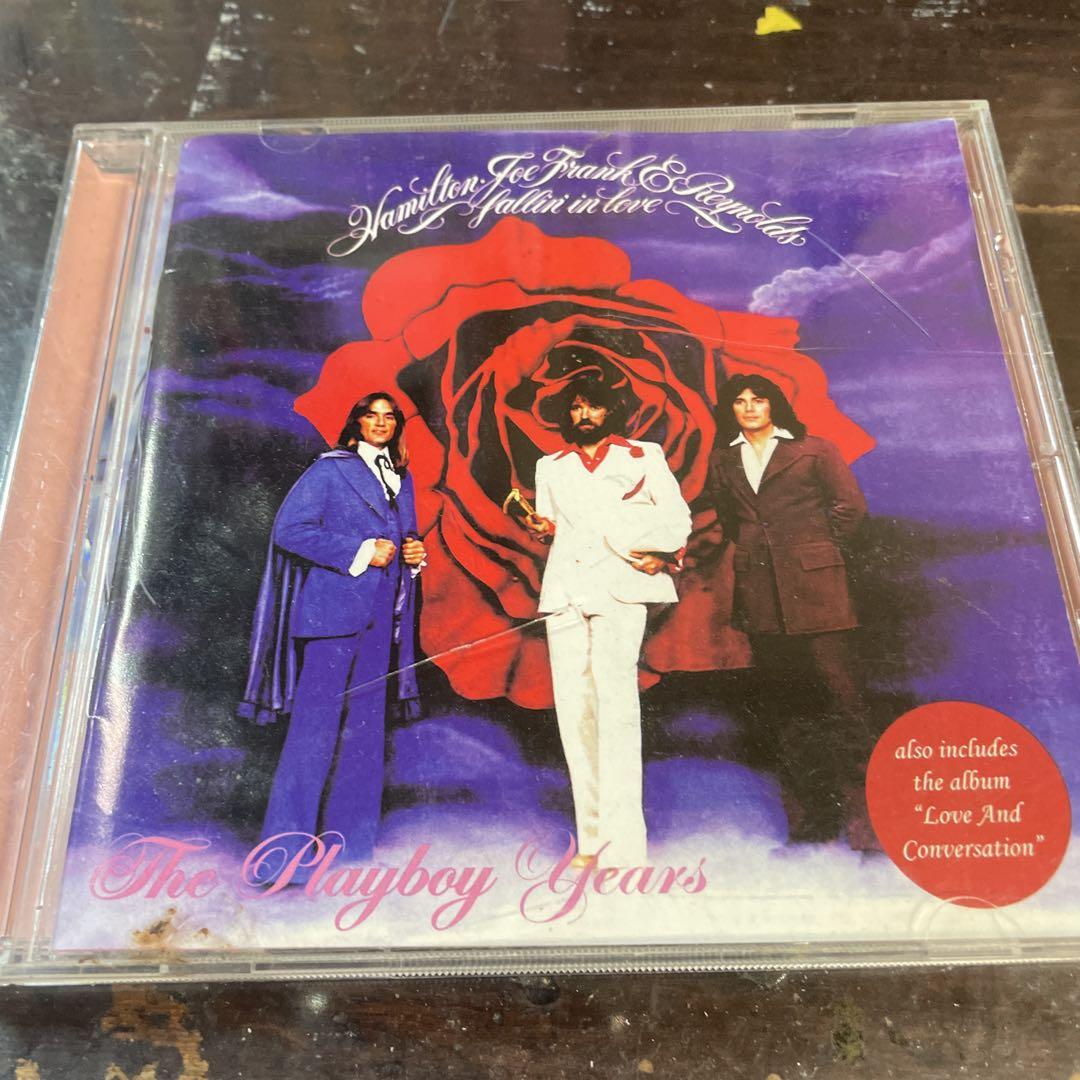 Hamilton, Joe Frank & Reynolds
fallin' in love
also includes
the album
"Love And
Conversation"
The Playboy Years